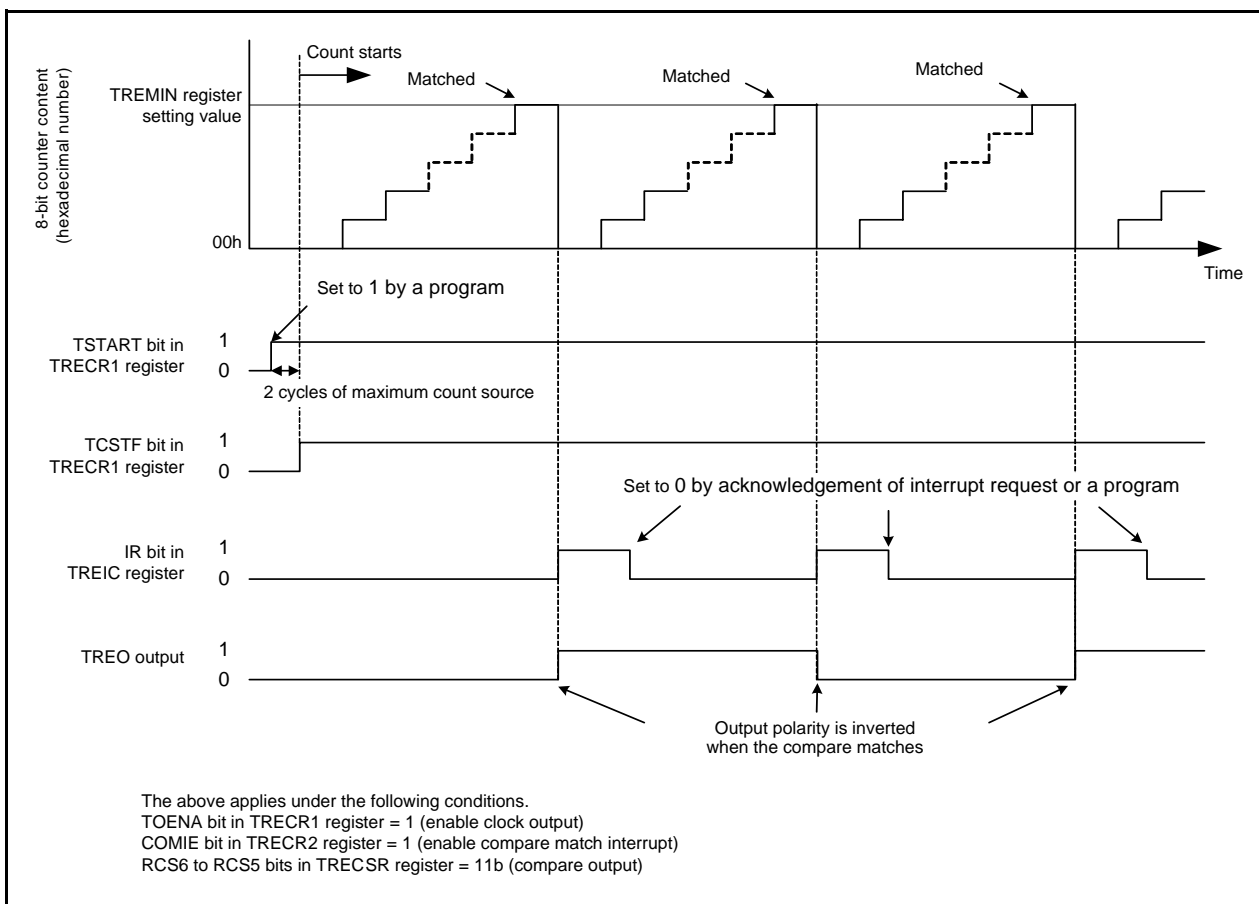 Count starts
Matched
Matched
Matched
8-bit counter content
(hexadecimal number)
TREMIN register
setting value
00h
Time
Set to 1 by a program
TSTART bit in
TRECR1 register
1
0
2 cycles of maximum count source
TCSTF bit in
TRECR1 register
1
0
Set to 0 by acknowledgement of interrupt request or a program
IR bit in
TREIC register
1
0
TREO output
1
0
Output polarity is inverted
when the compare matches
The above applies under the following conditions.
TOENA bit in TRECR1 register = 1 (enable clock output)
COMIE bit in TRECR2 register = 1 (enable compare match interrupt)
RCS6 to RCS5 bits in TRECSR register = 11b (compare output)